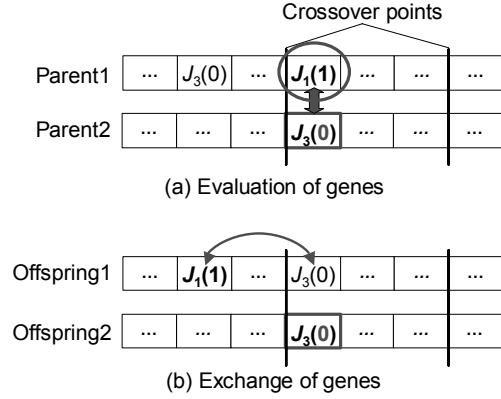 Crossover points
Parent1 ... J3(0) ... J1(1) ... ... ...
Parent2 ... ... ... J3(0) ... ... ...
(a) Evaluation of genes
Offspring1 ... J1(1) ... J3(0) ... ... ...
Offspring2 ... ... ... J3(0) ... ... ...
(b) Exchange of genes